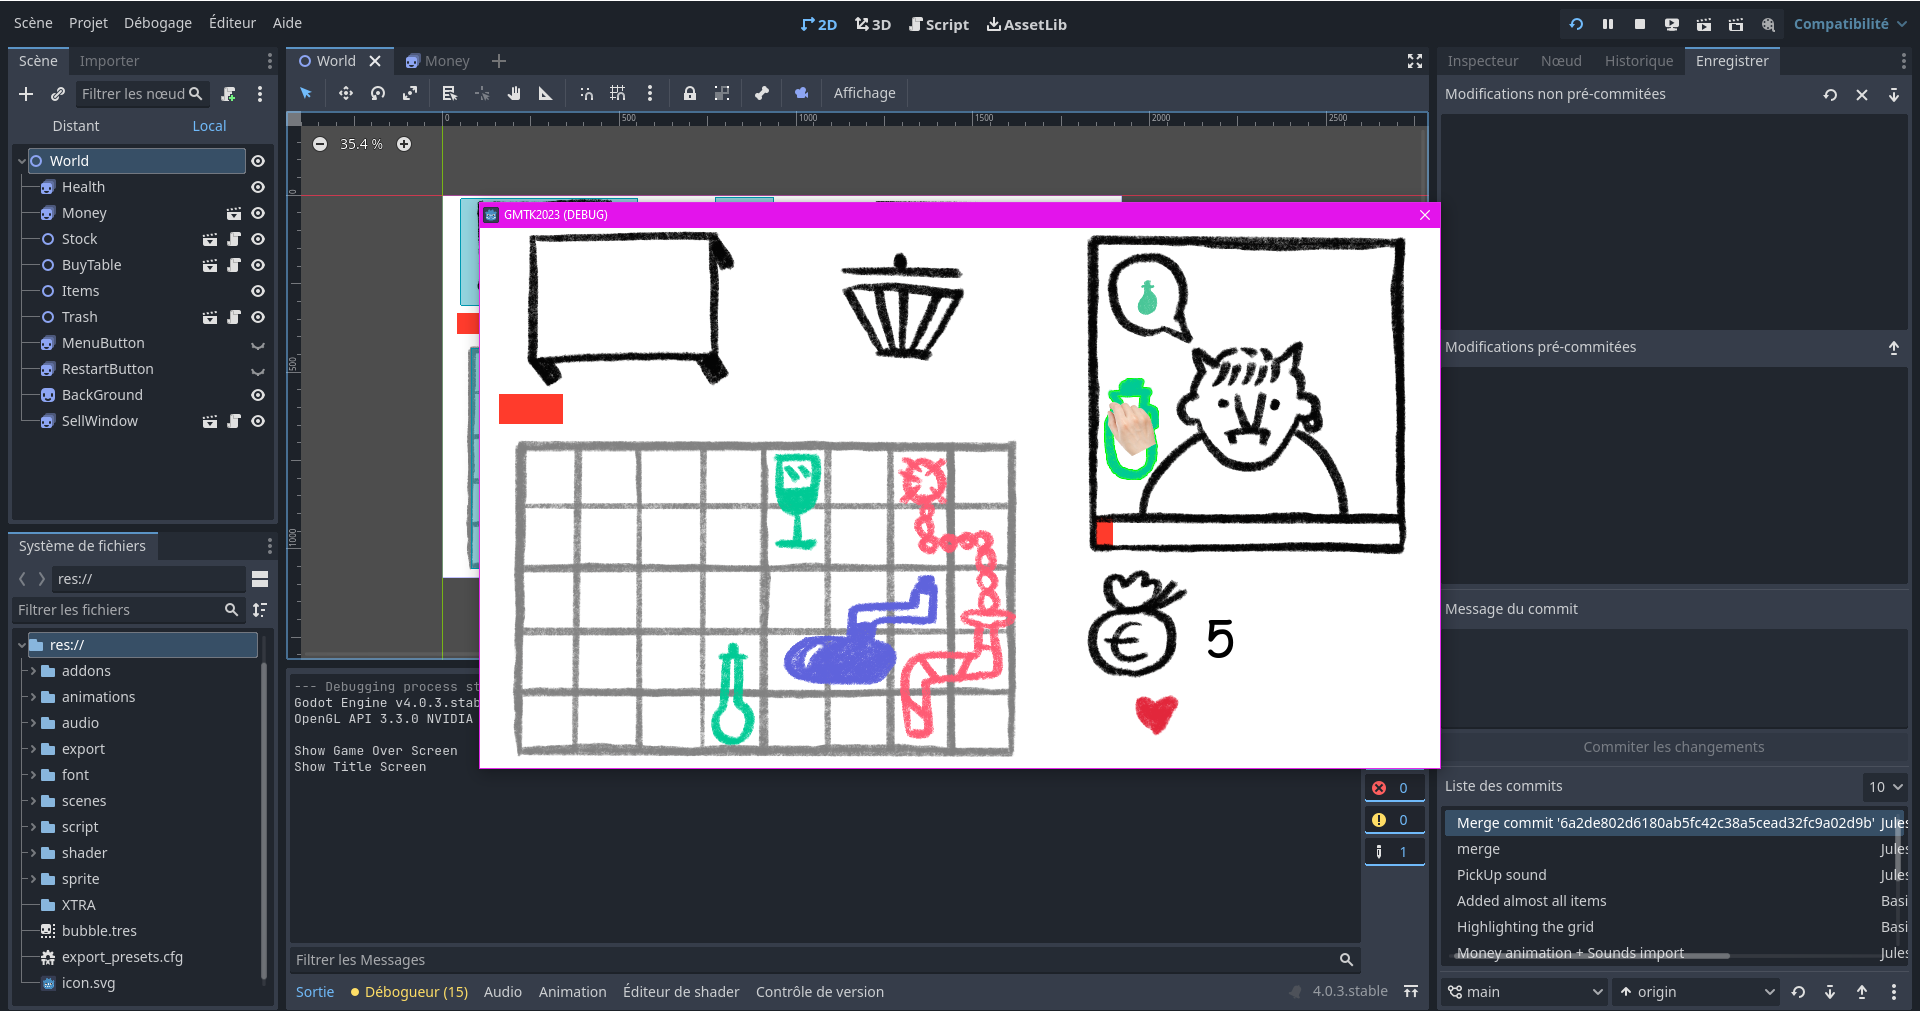 Scène Projet Débogage Éditeur Aide
2D 3D Script AssetLib
Compatibilité
Scène Importer
World Money
Inspecteur Nœud Historique Enregistrer
Filtrer les nœud
Affichage
Modifications non pré-commitées
Distant Local
0 500 1000 1500 2000 2500
35.4 %
World
Health
Money
Stock
BuyTable
Items
Trash
MenuButton
RestartButton
BackGround
SellWindow
0
500
1000
GMTK2023 (DEBUG)
€
5
Modifications pré-commitées
Système de fichiers
res://
Filtrer les fichiers
res://
addons
animations
audio
export
font
scenes
script
shader
sprite
XTRA
bubble.tres
export_presets.cfg
icon.svg
--- Debugging process st
Godot Engine v4.0.3.stab
OpenGL API 3.3.0 NVIDIA
Show Game Over Screen
Show Title Screen
0
0
1
Filtrer les Messages
Sortie Débogueur (15) Audio Animation Éditeur de shader Contrôle de version
4.0.3.stable
Message du commit
Commiter les changements
Liste des commits 10
Merge commit '6a2de802d6180ab5fc42c38a5cead32fc9a02d9b' Jules
merge Jules
PickUp sound Jules
Added almost all items Basi
Highlighting the grid Basi
Money animation + Sounds import Jules
main origin